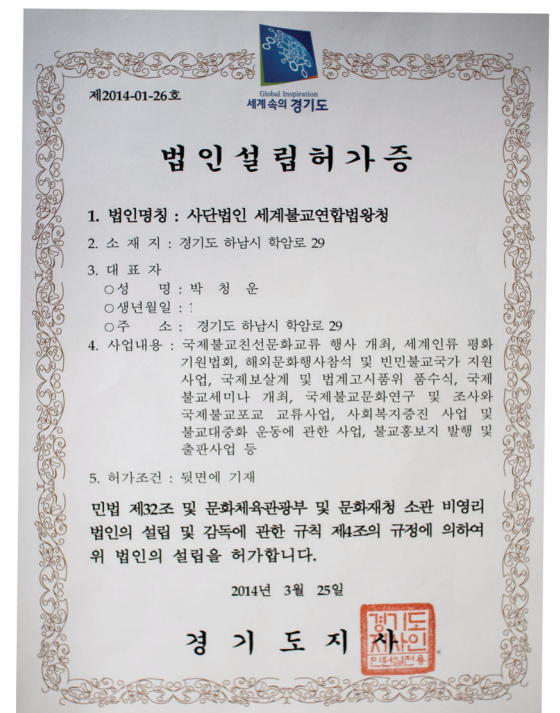 제2014-01-26호
Global Inspiration
세계속의 경기도
법인설립허가증
1. 법인명칭 : 사단법인 세계불교연합법왕청
2. 소 재 지 : 경기도 하남시 학암로 29
3. 대 표 자
○성 명 : 박 청 운
○생년월일 :
○주 소 : 경기도 하남시 학암로 29
4. 사업내용 : 국제불교친선문화교류 행사 개최, 세계인류 평화
기원법회, 해외문화행사참석 및 빈민불교국가 지원
사업, 국제보살계 및 법계고시품위 품수식, 국제
불교세미나 개최, 국제불교문화연구 및 조사와
국제불교포교 교류사업, 사회복지증진 사업 및
불교대중화 운동에 관한 사업, 불교홍보지 발행 및
출판사업 등
5. 허가조건 : 뒷면에 기재
민법 제32조 및 문화체육관광부 및 문화재청 소관 비영리
법인의 설립 및 감독에 관한 규칙 제4조의 규정에 의하여
위 법인의 설립을 허가합니다.
2014년 3월 25일
경 기 도 지 사
경기도
지사인
민원실전용